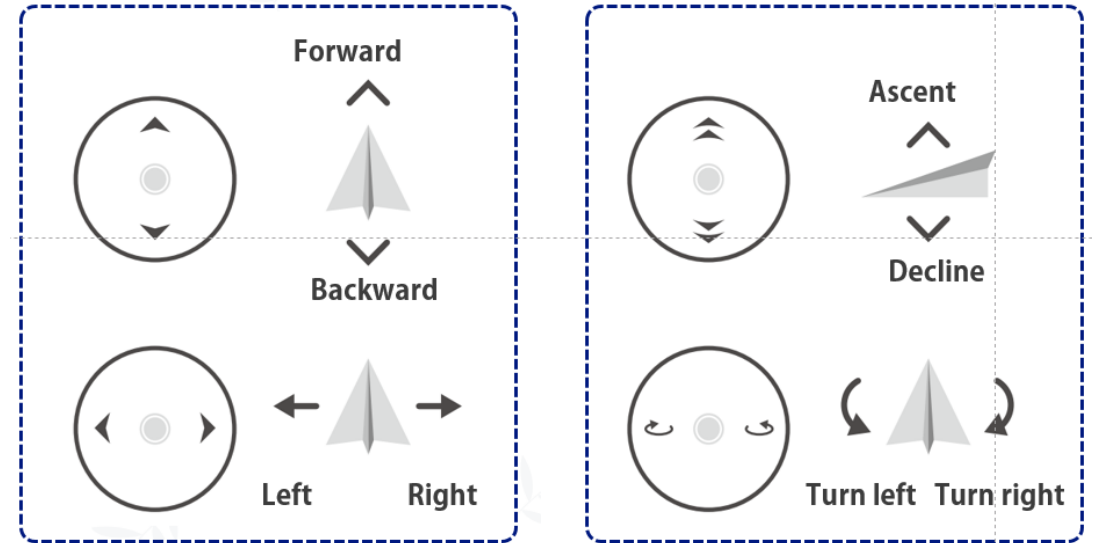 Forward
Backward
Left Right
Ascent
Decline
Turn left Turn right